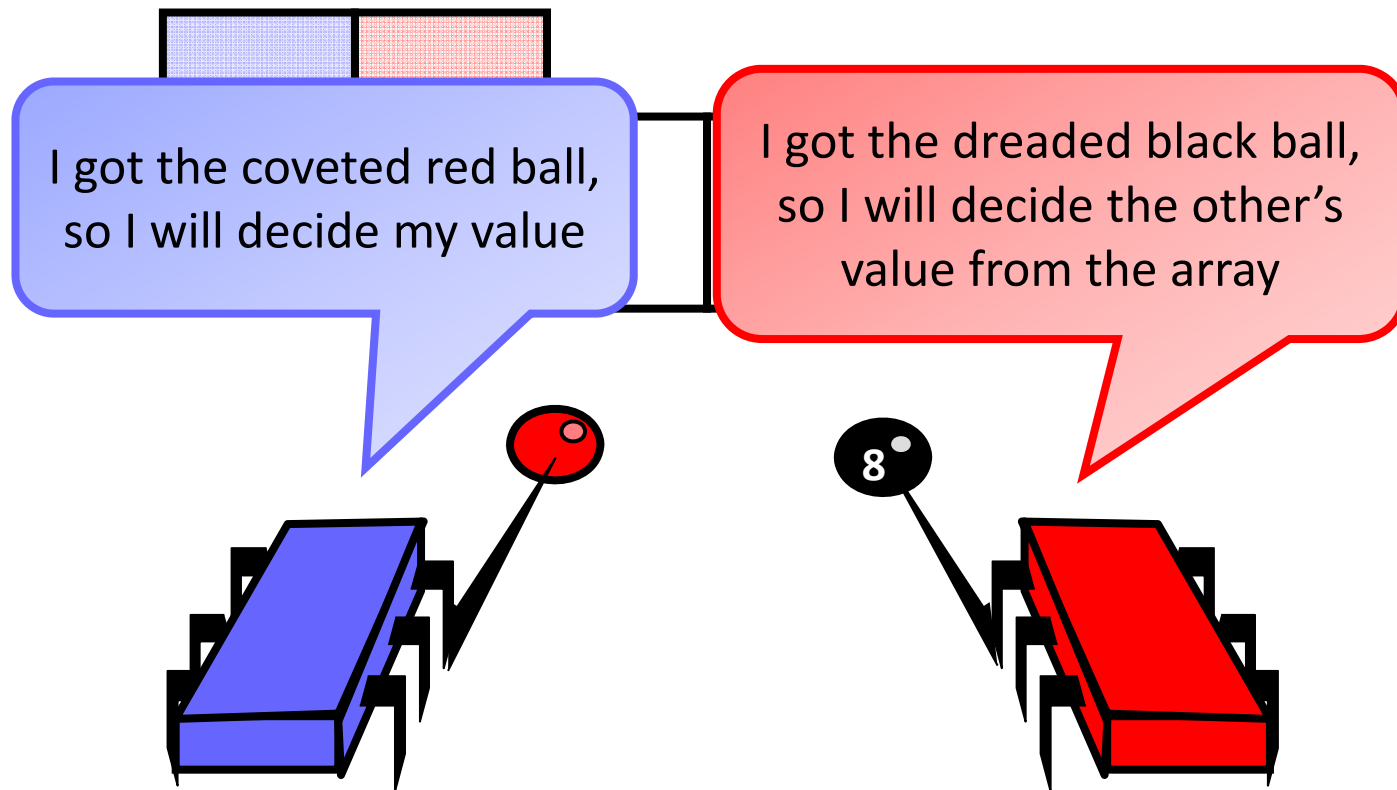 I got the coveted red ball,
so I will decide my value
I got the dreaded black ball,
so I will decide the other’s
value from the array
8